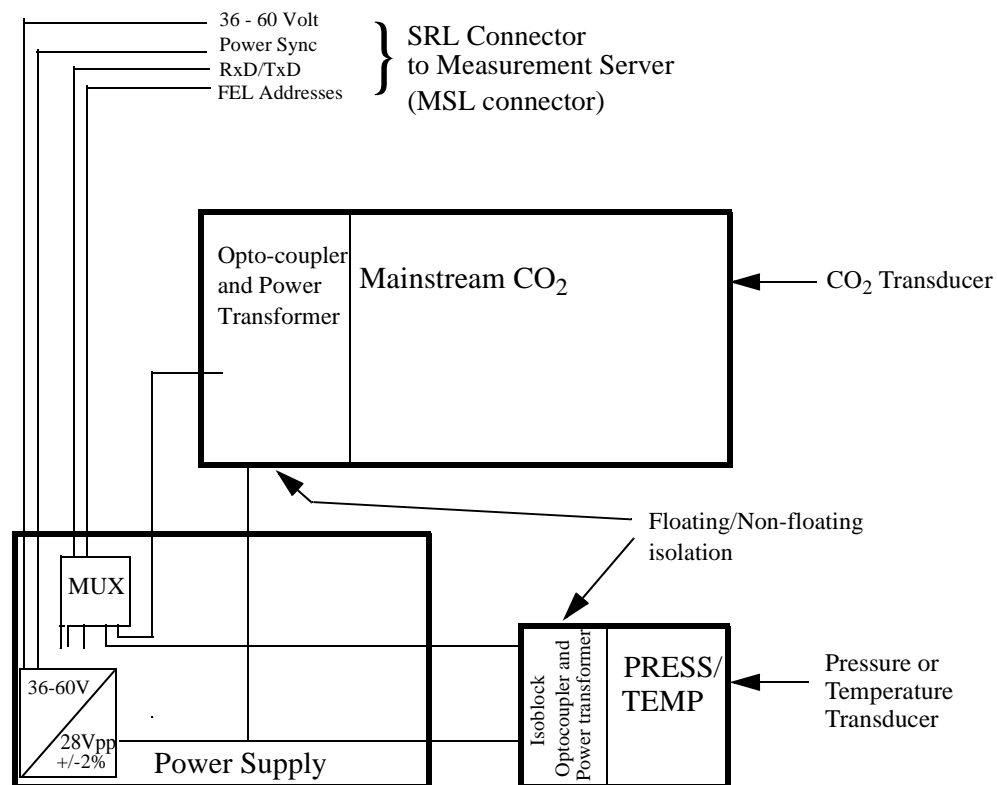 36 - 60 Volt
Power Sync
RxD/TxD
FEL Addresses
SRL Connector
to Measurement Server
(MSL connector)
Opto-coupler
and Power
Transformer
Mainstream CO2
CO2 Transducer
Floating/Non-floating
isolation
MUX
36-60V
28Vpp
+/-2%
Power Supply
Isoblock
Optocoupler and
Power transformer
PRESS/
TEMP
Pressure or
Temperature
Transducer